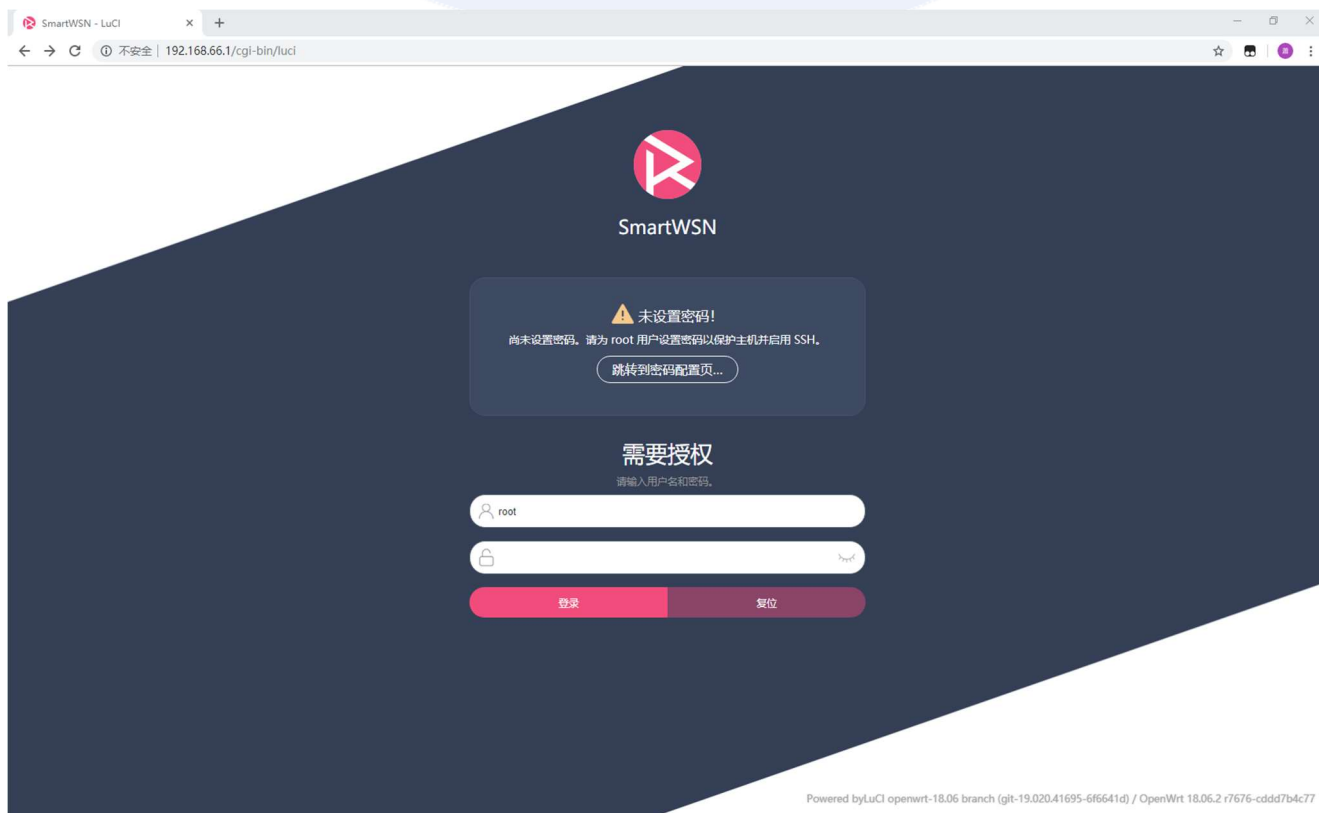 SmartWSN - LuCI
不安全 | 192.168.66.1/cgi-bin/luci
SmartWSN
未设置密码!
尚未设置密码。请为 root 用户设置密码以保护主机并启用 SSH。
跳转到密码配置页...
需要授权
请输入用户名和密码。
root
登录 复位
Powered byLuCI openwrt-18.06 branch (git-19.020.41695-6f6641d) / OpenWrt 18.06.2 r7676-cddd7b4c77